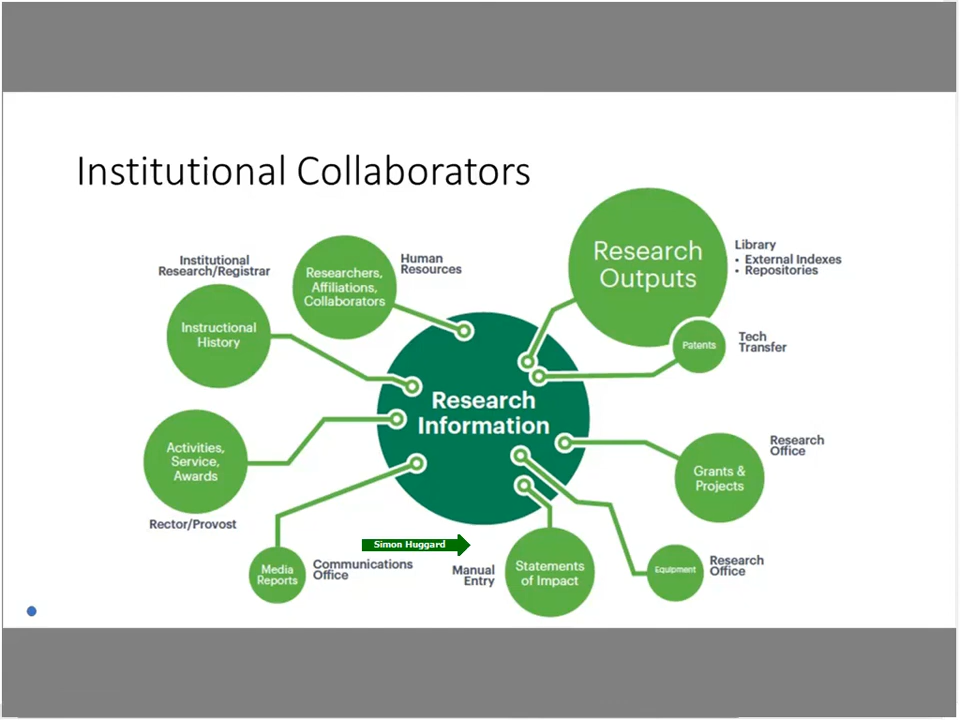 Institutional Collaborators
Institutional
Research/Registrar
Instructional
History
Researchers,
Affiliations,
Collaborators
Human
Resources
Research
Outputs
Library
• External Indexes
• Repositories
Patents
Tech
Transfer
Research
Information
Activities,
Service,
Awards
Rector/Provost
Grants &
Projects
Research
Office
Media
Reports
Communications
Office
Simon Huggard
Manual
Entry
Statements
of Impact
Equipment
Research
Office